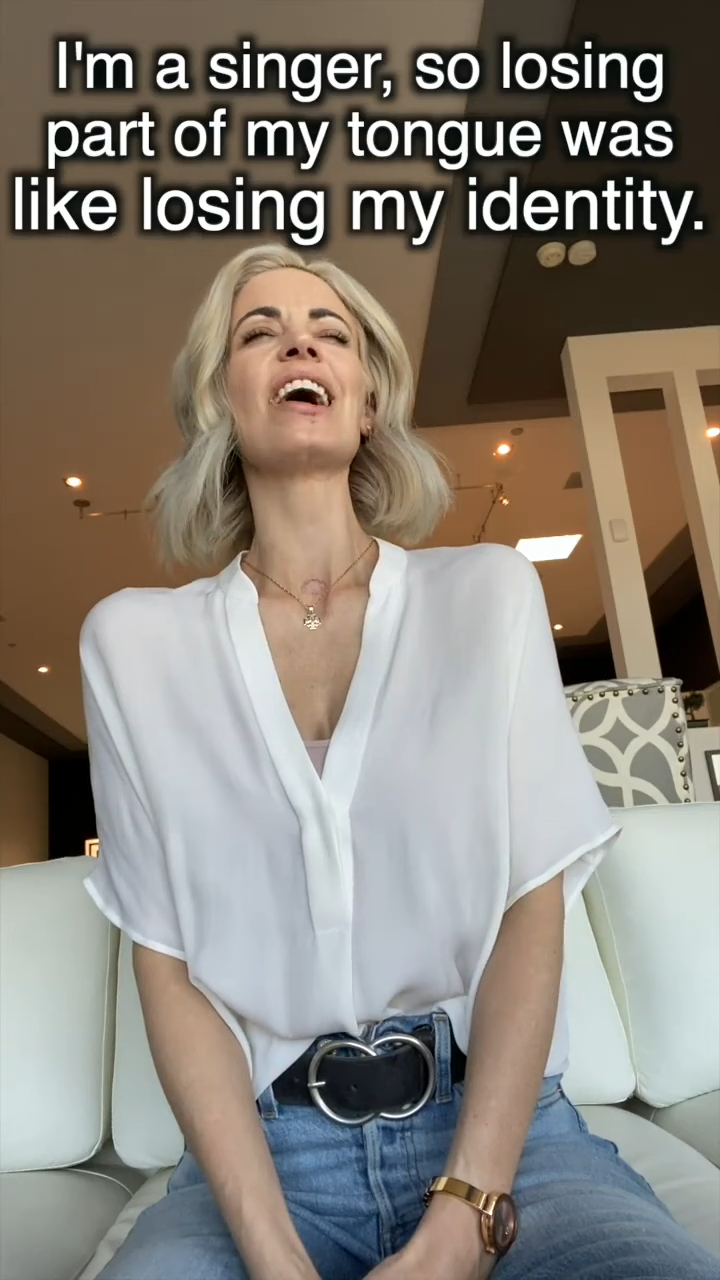 I'm a singer, so losing
part of my tongue was
like losing my identity.